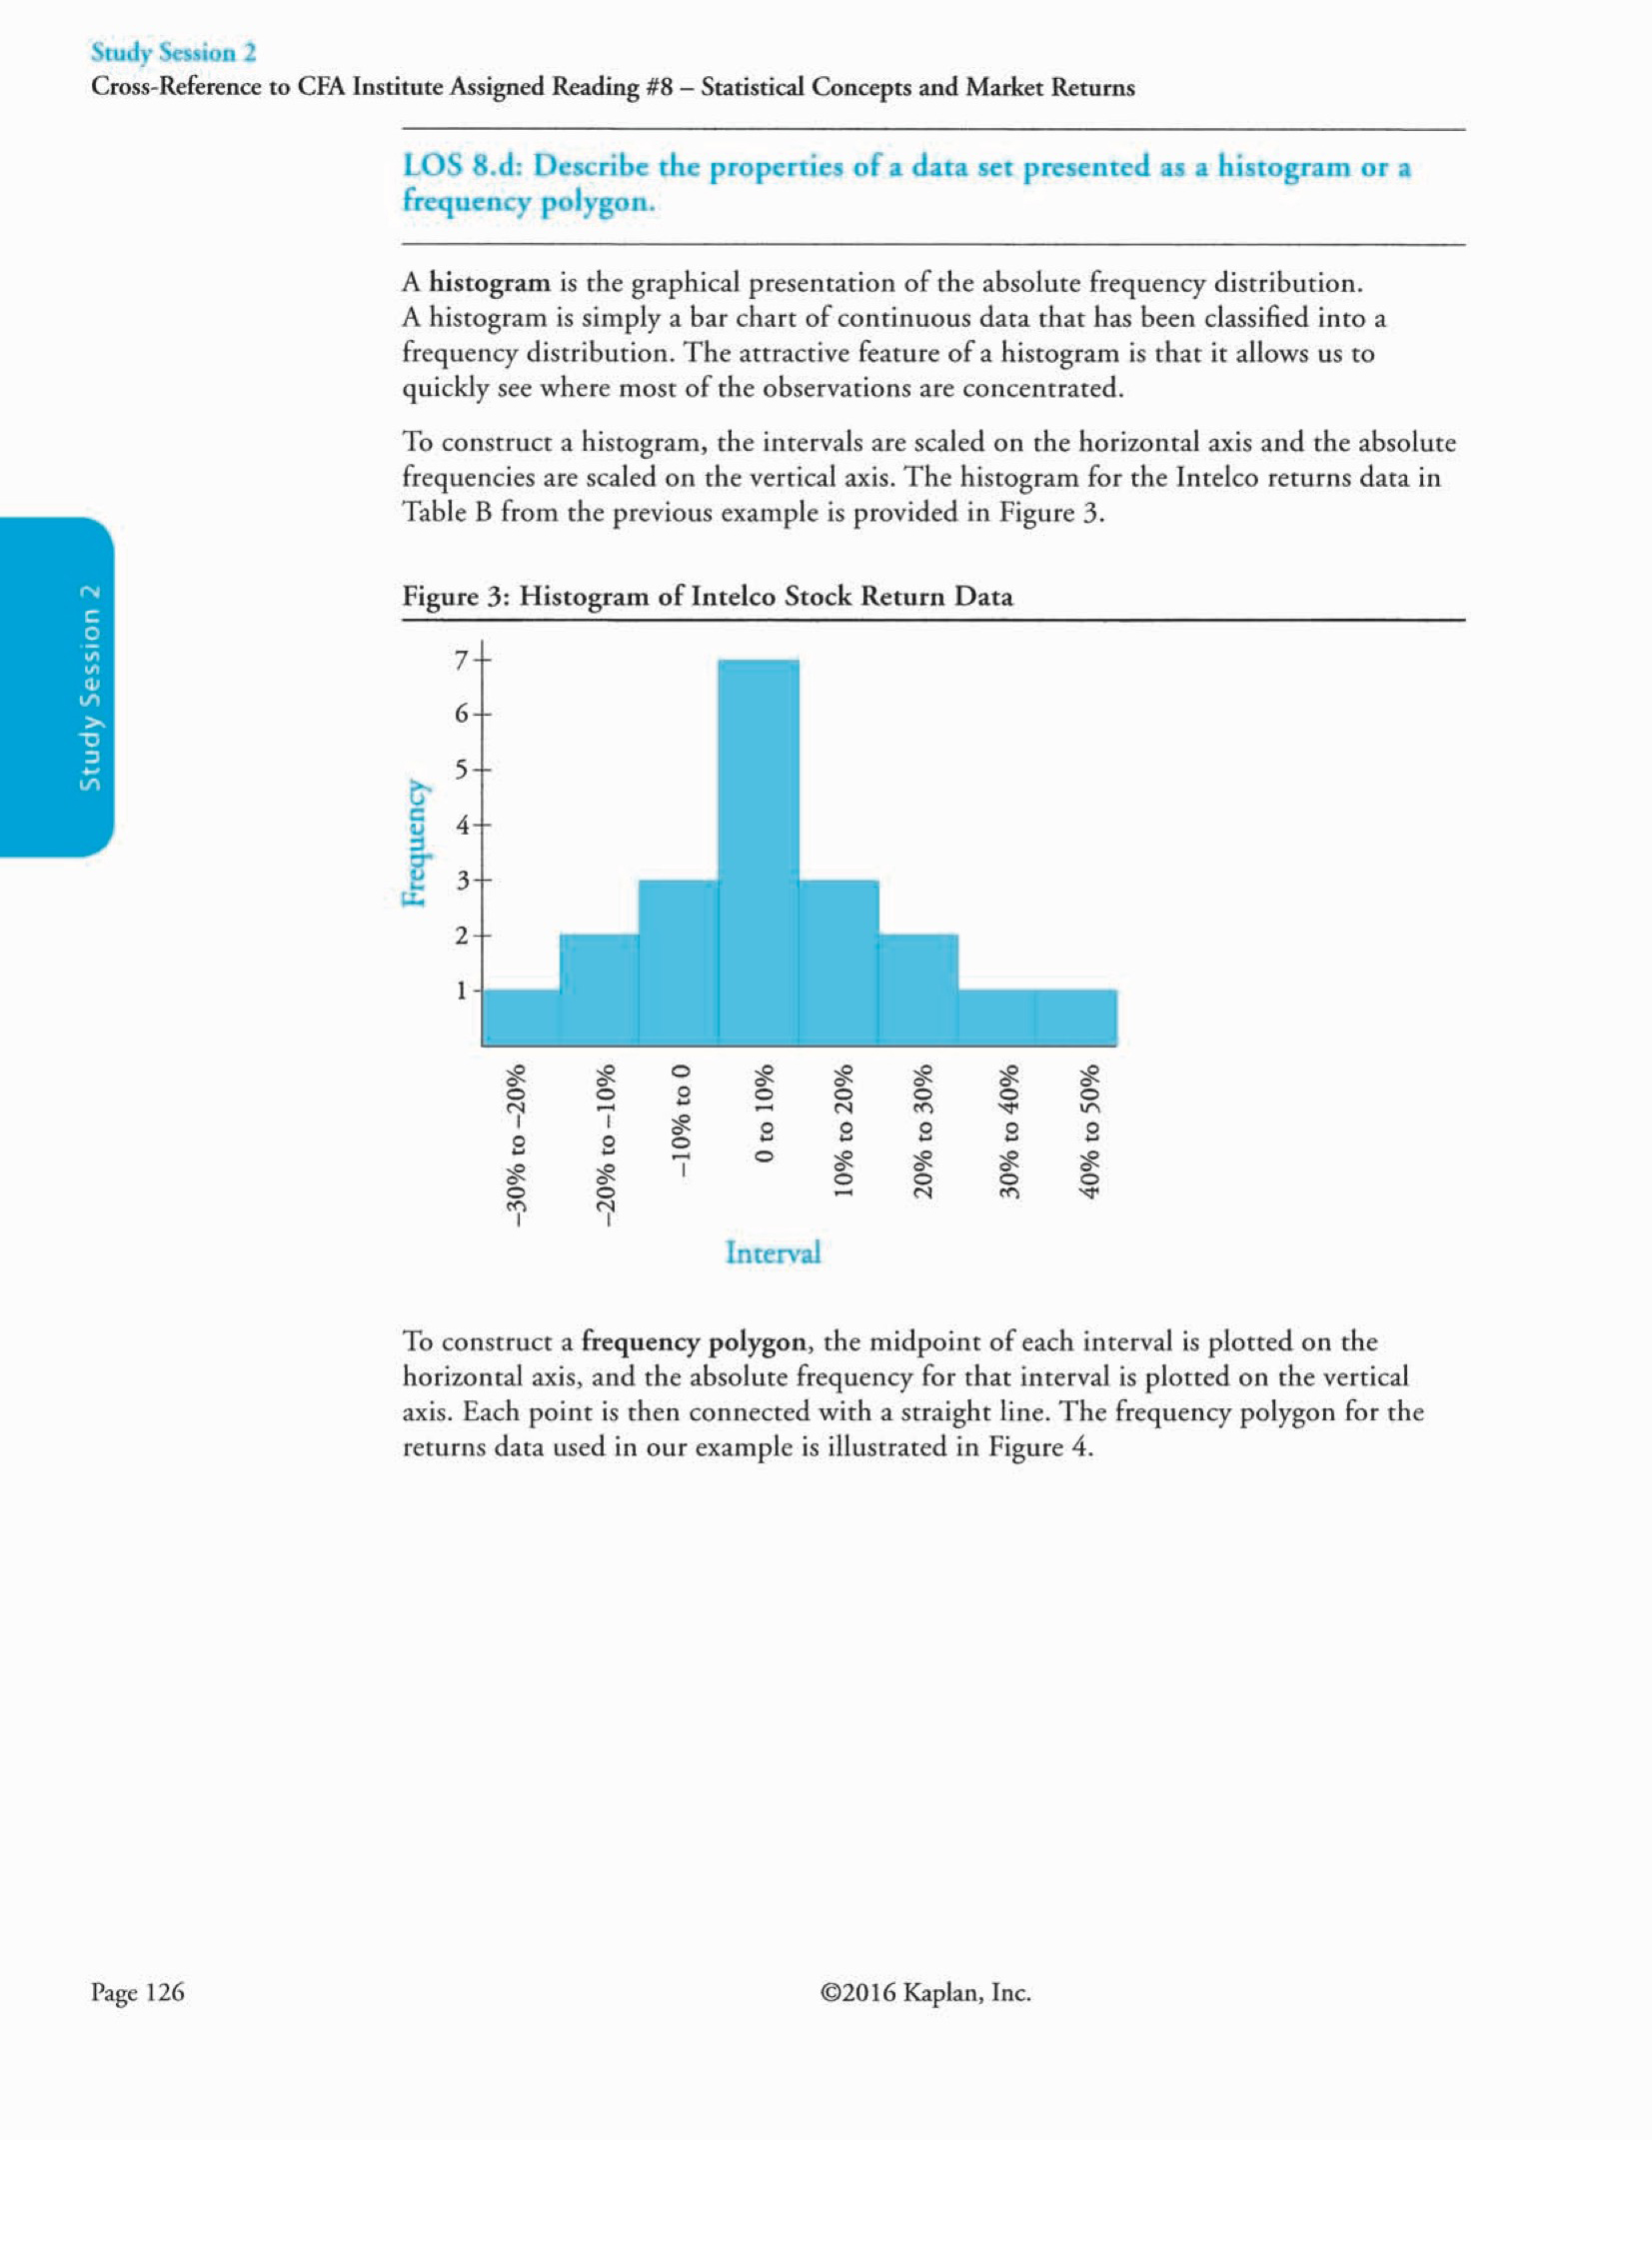 Study Session 2
Cross-Reference to CFA Institute Assigned Reading #8 – Statistical Concepts and Market Returns
LOS 8.d: Describe the properties of a data set presented as a histogram or a
frequency polygon.
A histogram is the graphical presentation of the absolute frequency distribution.
A histogram is simply a bar chart of continuous data that has been classified into a
frequency distribution. The attractive feature of a histogram is that it allows us to
quickly see where most of the observations are concentrated.
To construct a histogram, the intervals are scaled on the horizontal axis and the absolute
frequencies are scaled on the vertical axis. The histogram for the Intelco returns data in
Table B from the previous example is provided in Figure 3.
Study Session 2
Figure 3: Histogram of Intelco Stock Return Data
Frequency
7
6
5
4
3
2
1
–30% to –20%
–20% to –10%
–10% to 0
0 to 10%
10% to 20%
20% to 30%
30% to 40%
40% to 50%
Interval
To construct a frequency polygon, the midpoint of each interval is plotted on the
horizontal axis, and the absolute frequency for that interval is plotted on the vertical
axis. Each point is then connected with a straight line. The frequency polygon for the
returns data used in our example is illustrated in Figure 4.
Page 126
©2016 Kaplan, Inc.